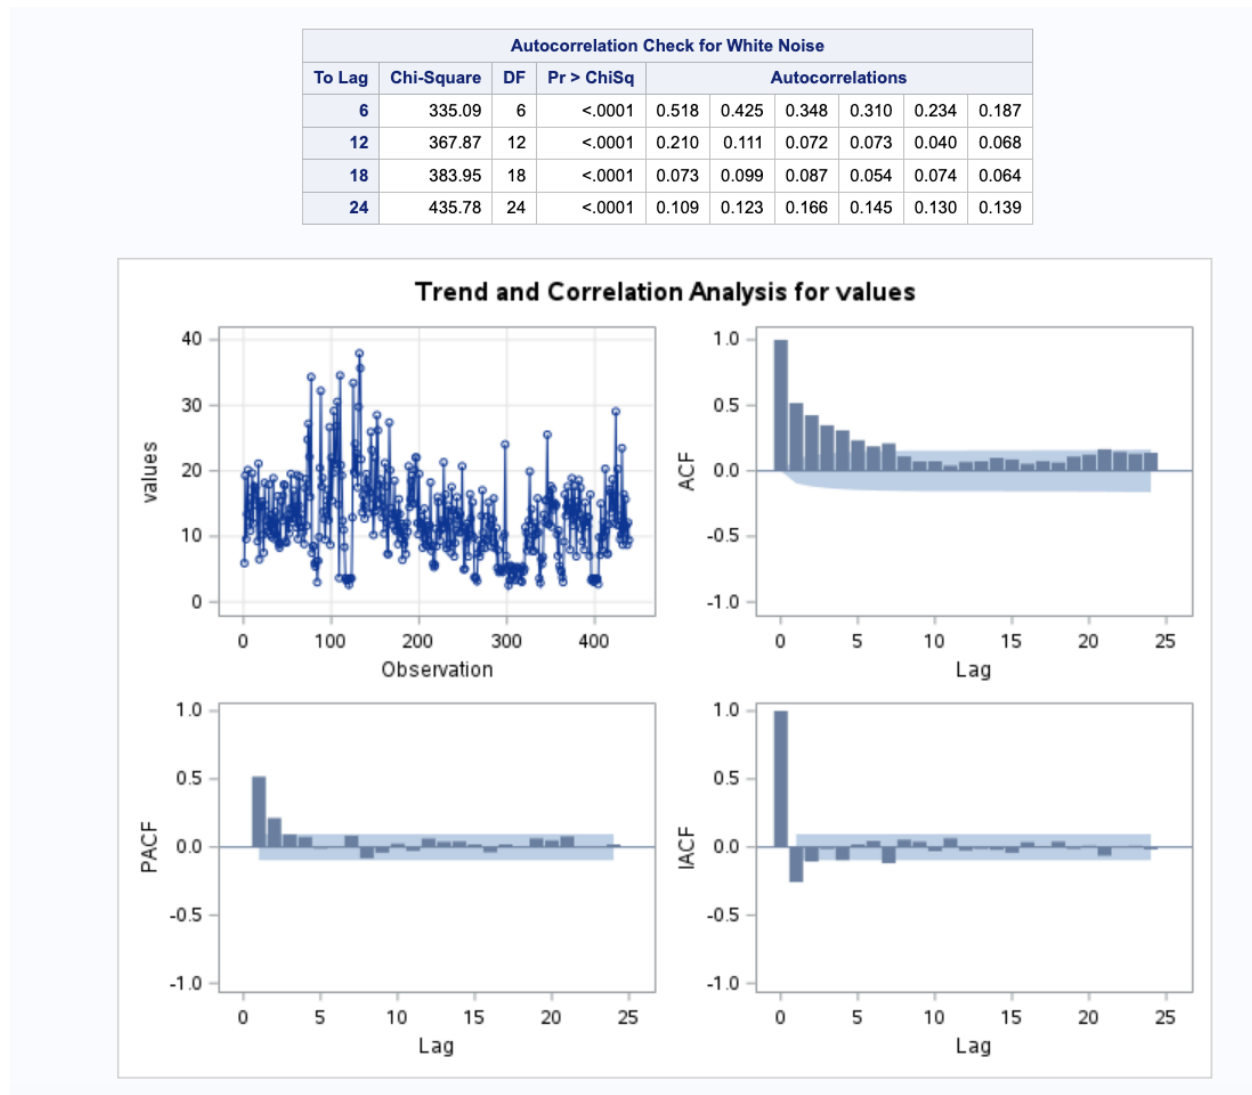 Autocorrelation Check for White Noise
To Lag Chi-Square DF Pr > ChiSq Autocorrelations
6 335.09 6 <.0001 0.518 0.425 0.348 0.310 0.234 0.187
12 367.87 12 <.0001 0.210 0.111 0.072 0.073 0.040 0.068
18 383.95 18 <.0001 0.073 0.099 0.087 0.054 0.074 0.064
24 435.78 24 <.0001 0.109 0.123 0.166 0.145 0.130 0.139
Trend and Correlation Analysis for values
values
40
30
20
10
0
0 100 200 300 400
Observation
ACF
1.0
0.5
0.0
-0.5
-1.0
0 5 10 15 20 25
Lag
PACF
1.0
0.5
0.0
-0.5
-1.0
0 5 10 15 20 25
Lag
IACF
1.0
0.5
0.0
-0.5
-1.0
0 5 10 15 20 25
Lag